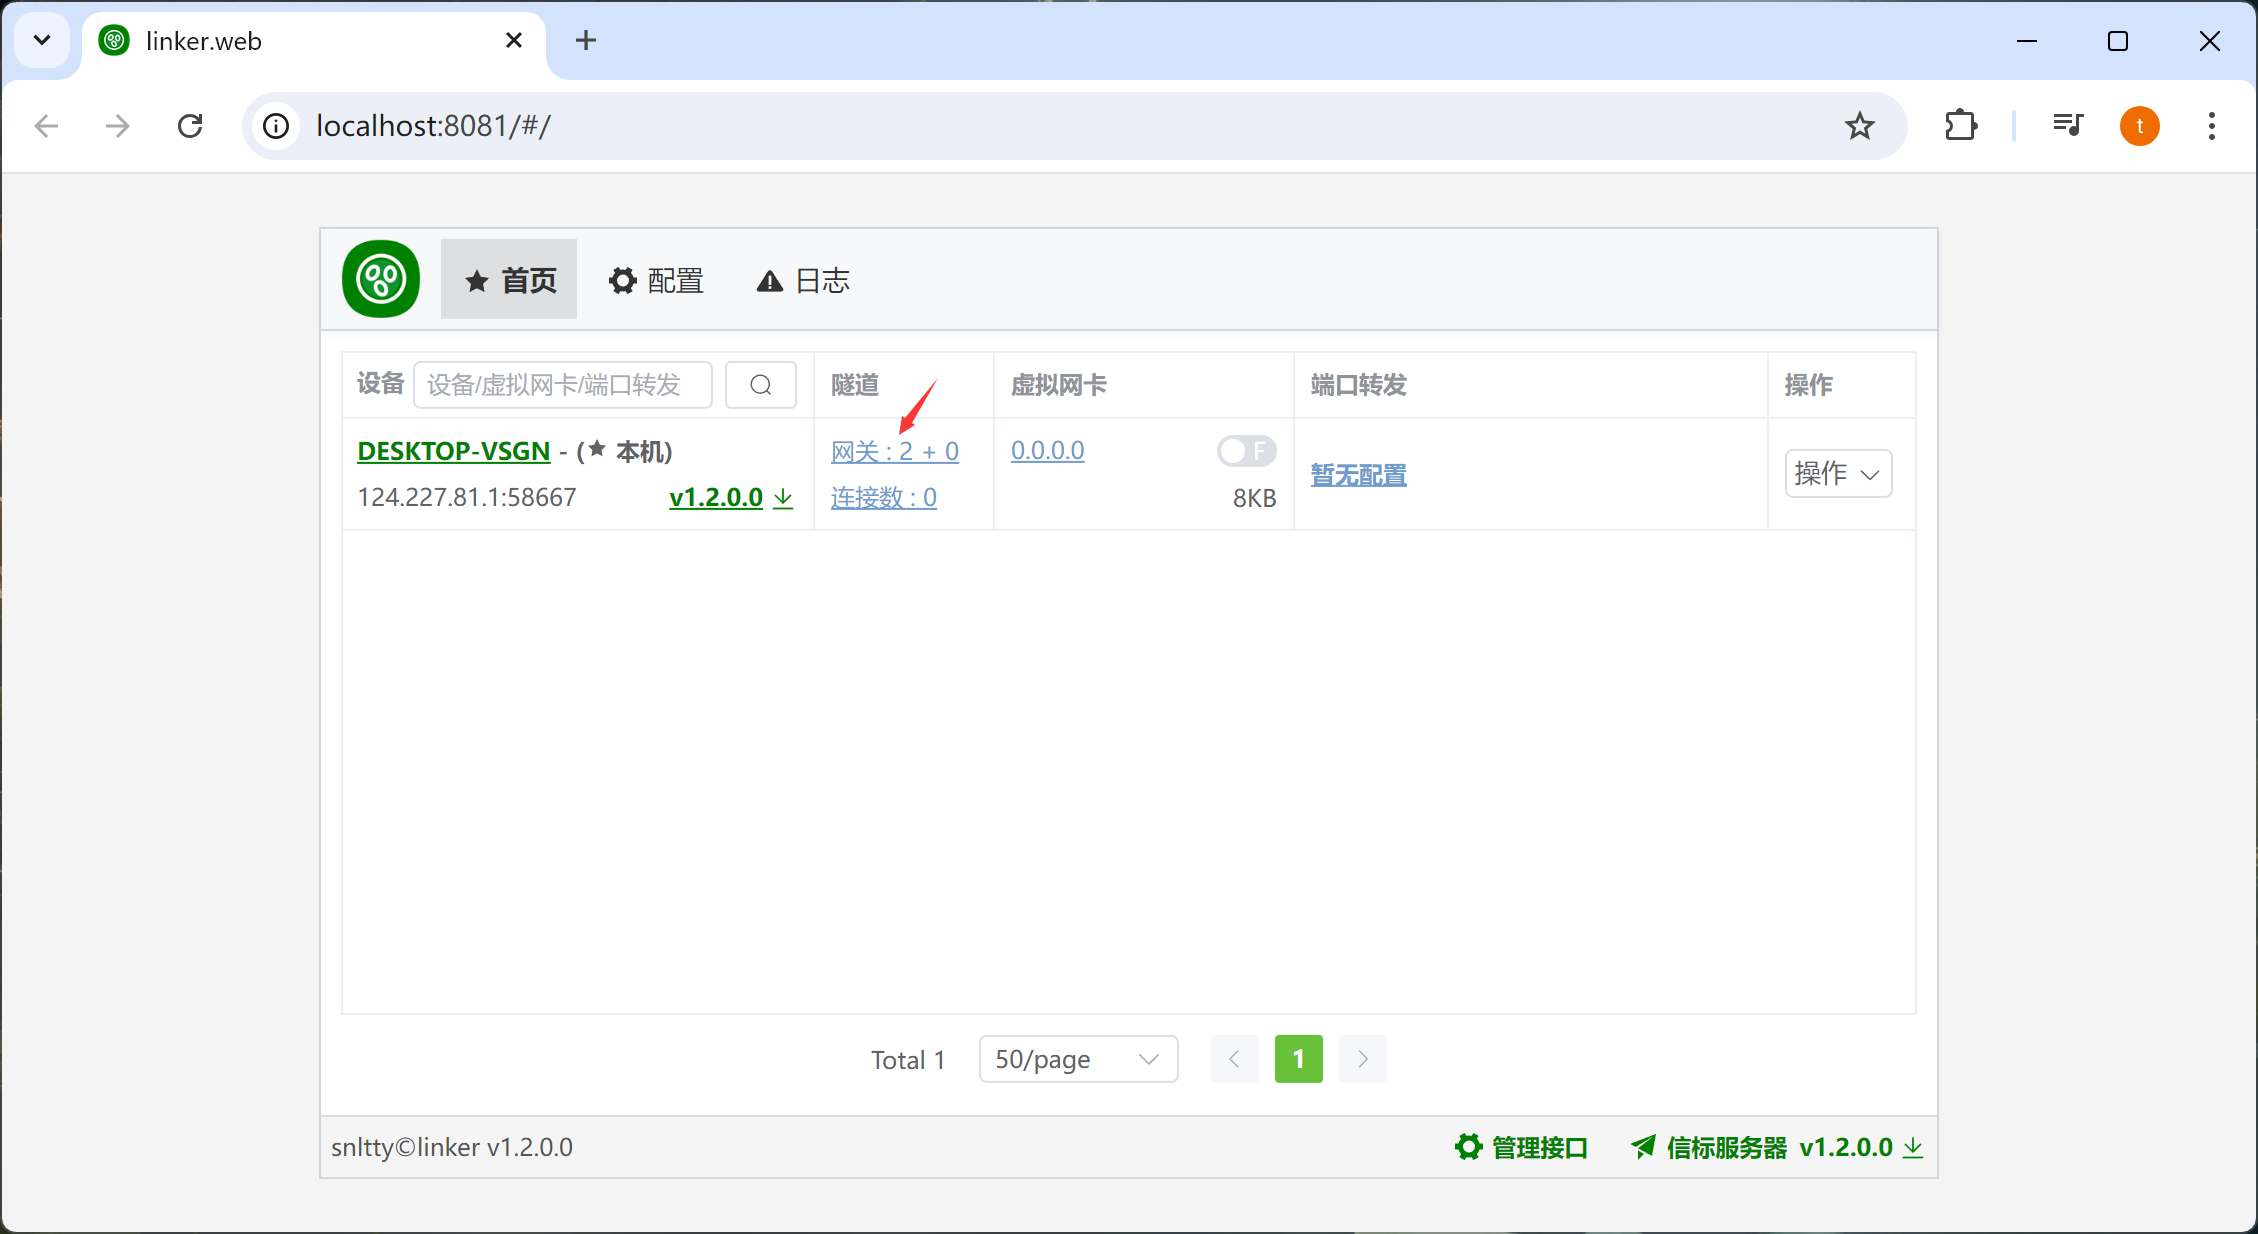 linker.web
localhost:8081/#/
t
首页 配置 日志
设备 设备/虚拟网卡/端口转发 隧道 虚拟网卡 端口转发 操作
DESKTOP-VSGN - (★ 本机) 网关 : 2 + 0 0.0.0.0 F 暂无配置 操作
124.227.81.1:58667 v1.2.0.0 连接数 : 0 8KB
Total 1 50/page 1
snltty©linker v1.2.0.0 管理接口 信标服务器 v1.2.0.0